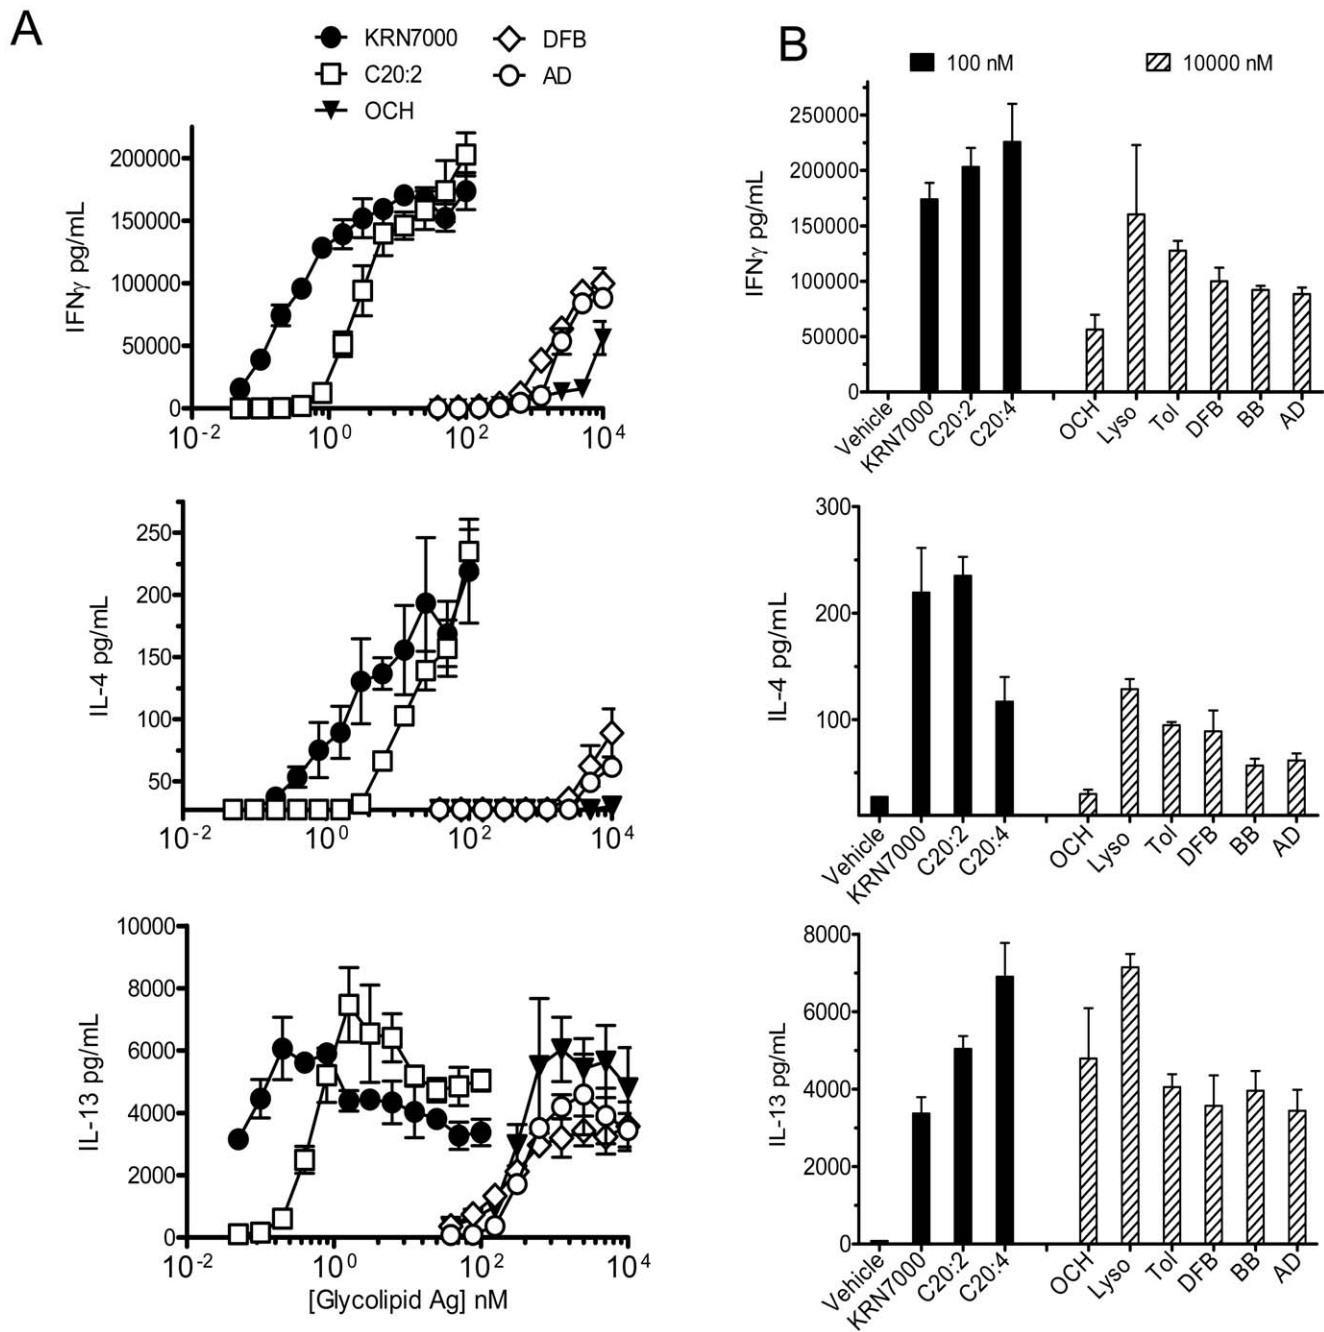 A
KRN7000
DFB
C20:2
AD
OCH
IFNγ pg/mL
200000
150000
100000
50000
0
10-2 100 102 104
IL-4 pg/mL
250
200
150
100
50
10-2 100 102 104
IL-13 pg/mL
10000
8000
6000
4000
2000
0
10-2 100 102 104
[Glycolipid Ag] nM
B
100 nM
10000 nM
IFNγ pg/mL
250000
200000
150000
100000
50000
0
Vehicle KRN7000 C20:2 C20:4 OCH Lyso Tol DFB BB AD
IL-4 pg/mL
300
200
100
Vehicle KRN7000 C20:2 C20:4 OCH Lyso Tol DFB BB AD
IL-13 pg/mL
8000
6000
4000
2000
0
Vehicle KRN7000 C20:2 C20:4 OCH Lyso Tol DFB BB AD